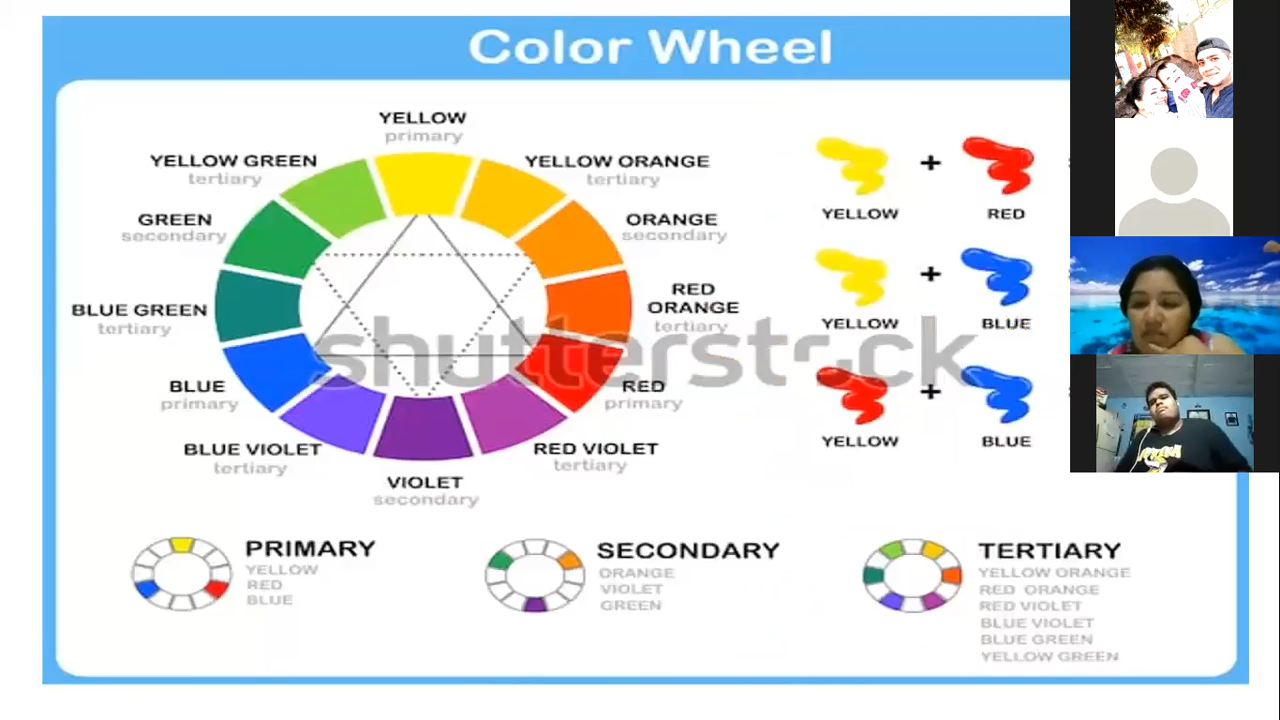 Color Wheel
YELLOW
primary
YELLOW GREEN
tertiary
YELLOW ORANGE
tertiary
GREEN
secondary
ORANGE
secondary
BLUE GREEN
tertiary
RED
ORANGE
tertiary
BLUE
primary
RED
primary
BLUE VIOLET
tertiary
RED VIOLET
tertiary
VIOLET
secondary
+
YELLOW
RED
+
YELLOW
BLUE
+
YELLOW
BLUE
shutterstock
PRIMARY
YELLOW
RED
BLUE
SECONDARY
ORANGE
VIOLET
GREEN
TERTIARY
YELLOW ORANGE
RED ORANGE
RED VIOLET
BLUE VIOLET
BLUE GREEN
YELLOW GREEN